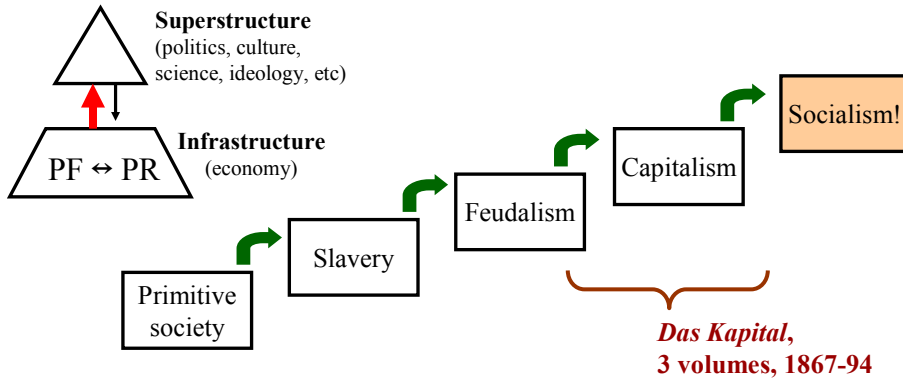 Superstructure
(politics, culture,
science, ideology, etc)
Infrastructure
(economy)
PF ↔ PR
Primitive
society
Slavery
Feudalism
Capitalism
Socialism!
Das Kapital,
3 volumes, 1867-94